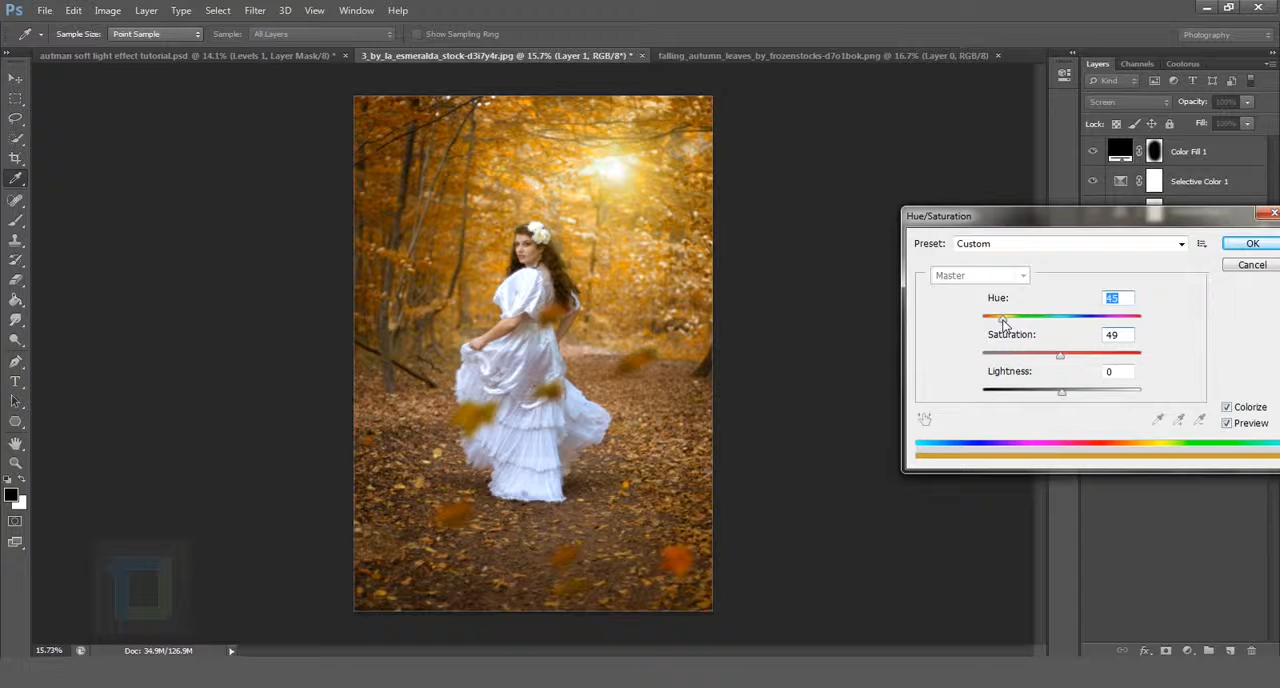 Ps File Edit Image Layer Type Select Filter 3D View Window Help
Sample Size: Point Sample Sample: All Layers Show Sampling Ring Photography
autman soft light effect tutorial.psd @ 14.1% (Levels 1, Layer Mask/8) * × 3_by_la_esmeralda_stock-d3i7y4r.jpg @ 15.7% (Layer 1, RGB/8*) * × falling_autumn_leaves_by_frozenstocks-d7o1bok.png @ 16.7% (Layer 0, RGB/8) ×
Layers Channels Coolorus
Kind
Screen Opacity: 100%
Lock: Fill: 100%
Color Fill 1
Selective Color 1
Hue/Saturation
Preset: Custom OK
Master Cancel
Hue: 45
Saturation: 49
Lightness: 0
Colorize
Preview
15.73% Doc: 34.9M/126.9M